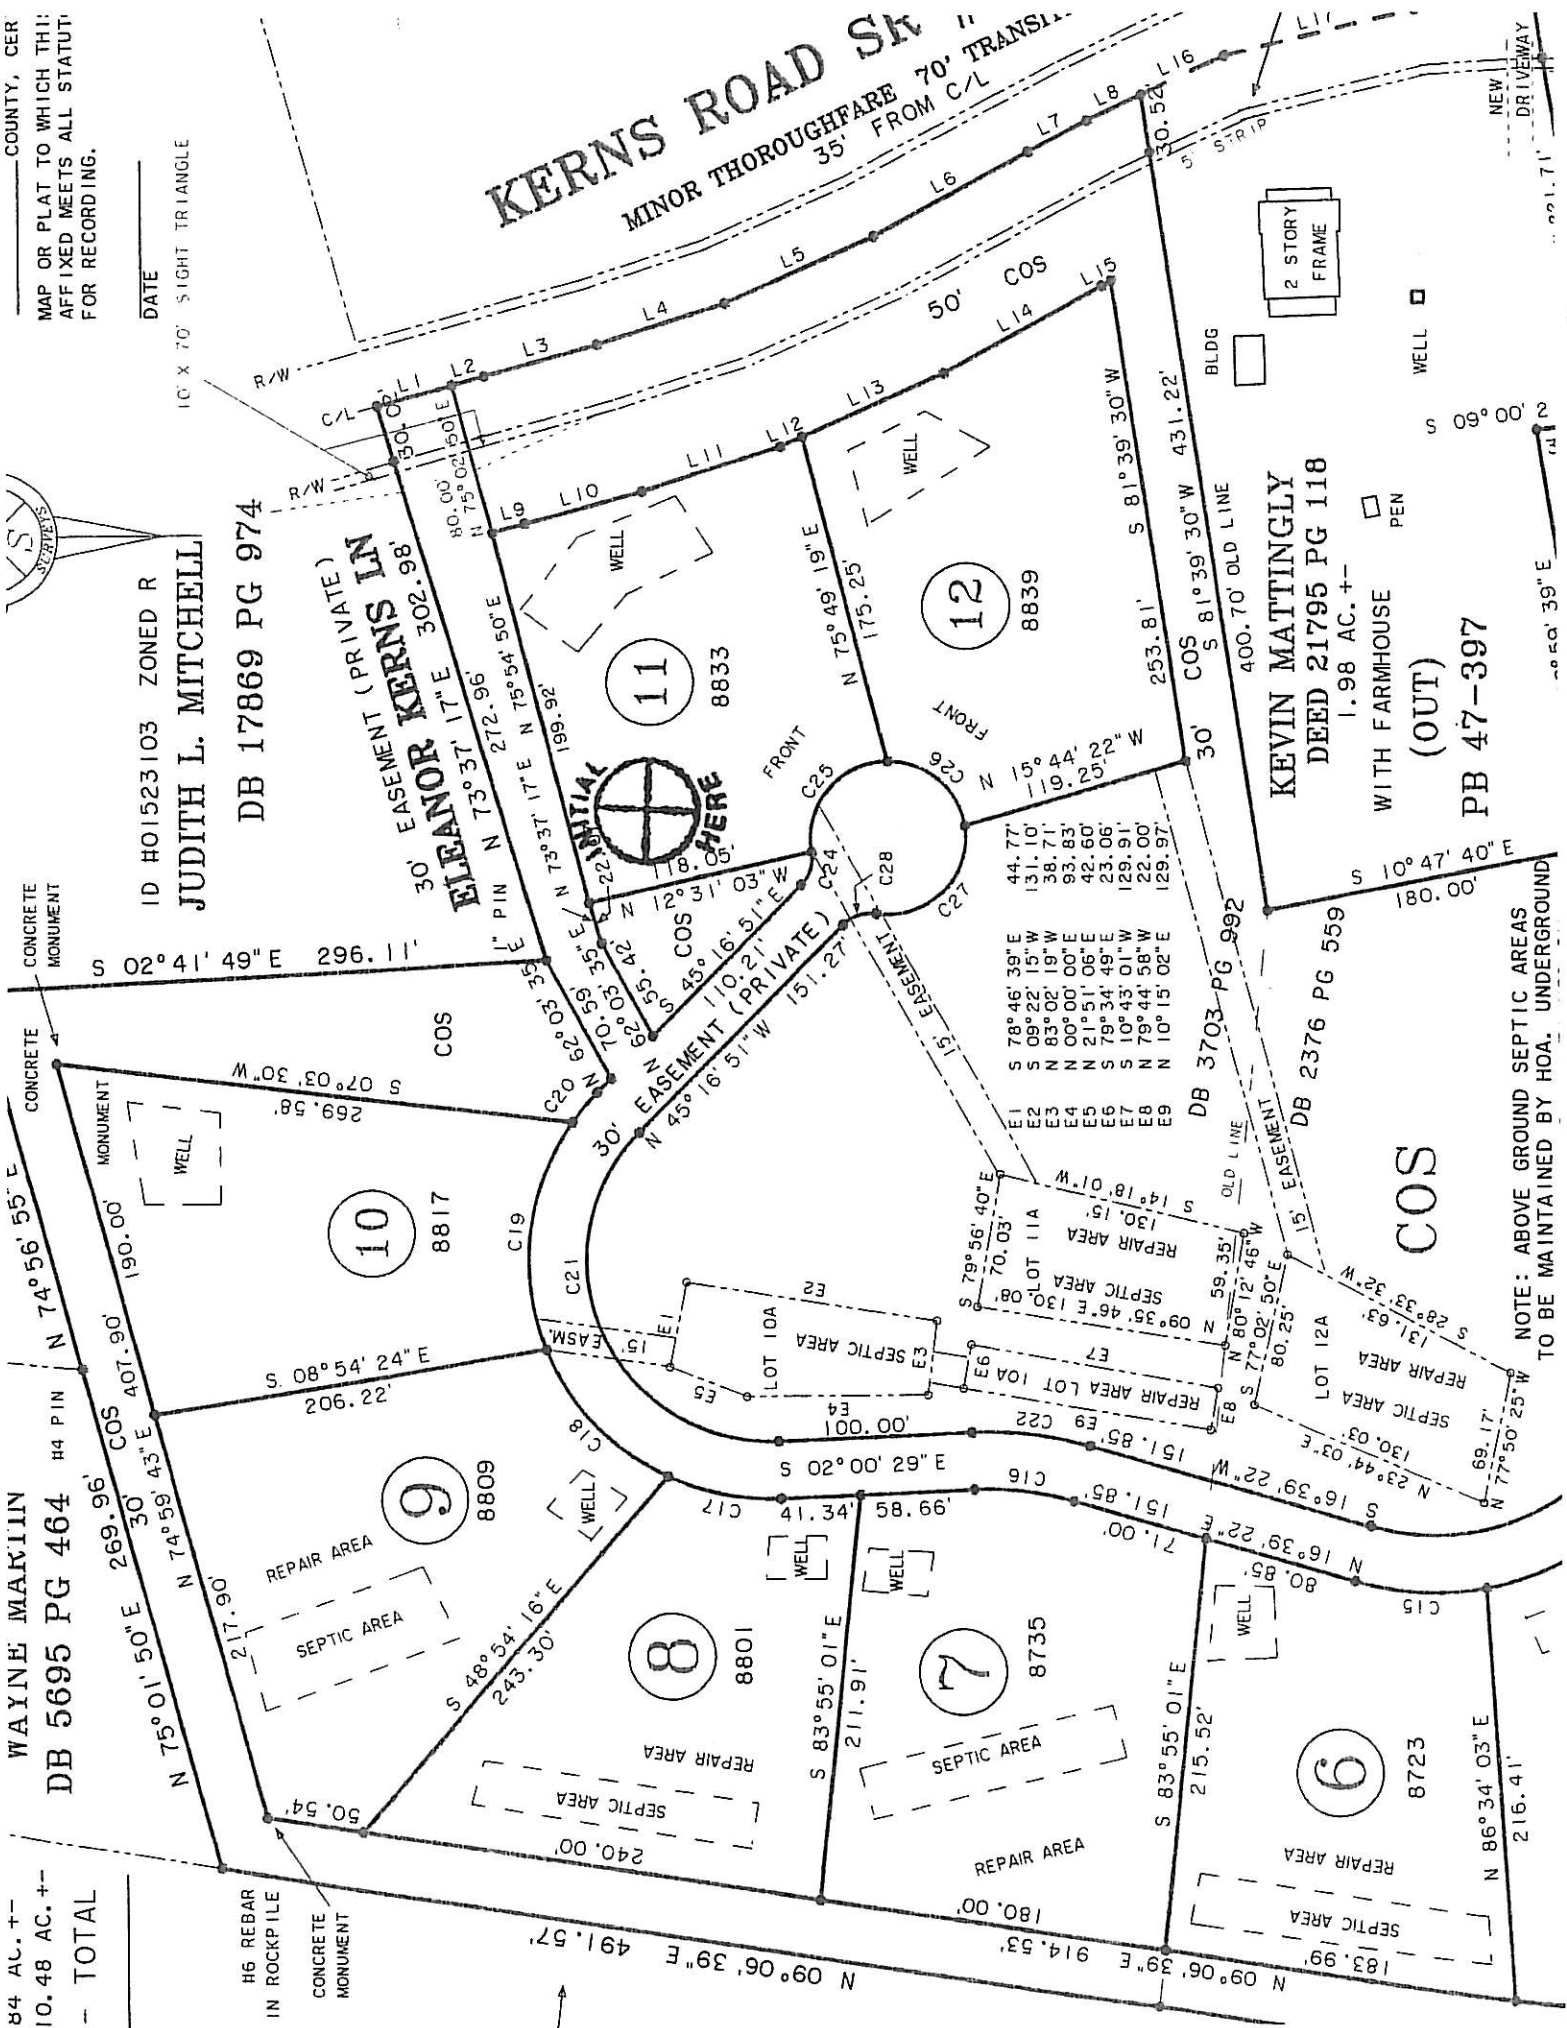 COUNTY, CER
MAP OR PLAT TO WHICH THI
AFFIXED MEETS ALL STATUT
FOR RECORDING.
DATE
10' X 70' SIGHT TRIANGLE
SURVEYS
KERNS ROAD SR
MINOR THOROUGHFARE 70' TRANSI
35' FROM C/L
R/W
C/L
R/W
L1
L2
L3
L4
L5
L6
L7
L8
L16
L17
30.52'
5' STRIP
NEW
DRIVEWAY
50' COS
L9
L10
L11
L12
L13
L14
L15
ID #01523103 ZONED R
JUDITH L. MITCHELL
DB 17869 PG 974
30' EASEMENT (PRIVATE)
ELEANOR KERNS LN
N 73°37'17"E 302.98'
272.96'
1" PIN
80.00'
N 75°02'50"E
N 73°37'17"E N 75°54'50"E
199.92'
INITIAL
HERE
WELL
11
8833
FRONT
N 75°49'19"E
175.25'
WELL
12
8839
FRONT
S 81°39'30"W
253.81'
COS
S 81°39'30"W 431.22'
400.70' OLD LINE
30'
N 15°44'22"W
119.25'
C24
C25
C26
C27
C28
118.05'
N 12°31'03"W
COS
N 62°03'35"E
55.42'
S 45°16'51"E
110.21'
30' EASEMENT (PRIVATE)
N 45°16'51"W 151.27'
15' EASEMENT
CONCRETE
MONUMENT
S 02°41'49"E 296.11'
N 62°03'35"E
70.59'
COS
C20
S 07°03'30"W
269.58'
CONCRETE
MONUMENT
WELL
10
8817
C19
C21
N 74°56'55"E
190.00'
407.90'
COS
#4 PIN
WAYNE MARTIN
DB 5695 PG 464
84 AC.+-
10.48 AC.+-
- TOTAL
N 75°01'50"E 269.96'
30'
N 74°59'43"E
217.90'
S 08°54'24"E
206.22'
15' EASM.
C18
9
8809
WELL
REPAIR AREA
SEPTIC AREA
50.54'
#6 REBAR
IN ROCKPILE
CONCRETE
MONUMENT
S 48°54'16"E
243.30'
8
8801
WELL
REPAIR AREA
SEPTIC AREA
240.00'
C17
41.34'
S 20°00'29"E
58.66'
100.00'
S 83°55'01"E
211.91'
WELL
7
8735
SEPTIC AREA
REPAIR AREA
180.00'
C16
C22
151.85'
71.00'
151.85'
S 16°39'22"W
N 16°39'22"E
80.85'
C15
S 83°55'01"E
215.52'
WELL
6
8723
REPAIR AREA
SEPTIC AREA
183.99'
N 86°34'03"E
216.41'
N 09°06'39"E 491.57'
N 09°06'39"E 914.53'
E1
E2
E3
E4
E5
E6
E7
E8
E9
LOT 10A
SEPTIC AREA
REPAIR AREA LOT 10A
S 79°56'40"E
70.03'
LOT 11A
REPAIR AREA
SEPTIC AREA
S 14°18'01"W
130.15'
N 09°35'46"E 130.08'
59.35'
N 80°12'46"W
OLD LINE
S 77°02'50"E
80.25'
15' EASEMENT
LOT 12A
REPAIR AREA
SEPTIC AREA
S 28°33'32"W
131.63'
N 23°44'03"E
130.03'
69.17'
N 77°50'25"W
E1 S 78°46'39"E 44.77'
E2 S 09°22'15"W 131.10'
E3 N 83°02'19"W 38.71'
E4 N 00°00'00"E 93.83'
E5 N 21°51'06"E 42.60'
E6 S 79°34'49"E 23.06'
E7 S 10°43'01"W 129.91'
E8 N 79°44'58"W 22.00'
E9 N 10°15'02"E 129.97'
DB 3703 PG 992
DB 2376 PG 559
COS
NOTE: ABOVE GROUND SEPTIC AREAS
TO BE MAINTAINED BY HOA. UNDERGROUND
S 10°47'40"E
180.00'
KEVIN MATTINGLY
DEED 21795 PG 118
1.98 AC.+-
WITH FARMHOUSE
(OUT)
PB 47-397
PEN
WELL
BLDG
2 STORY
FRAME
S 09°00'